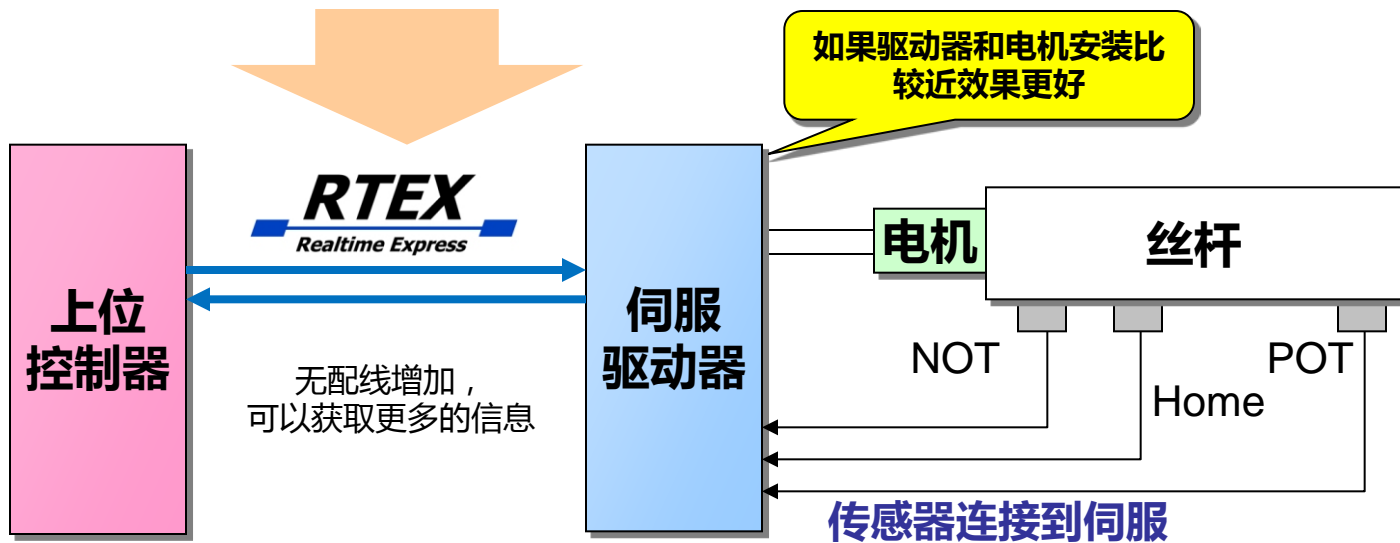 如果驱动器和电机安装比
较近效果更好
RTEX
Realtime Express
上位
控制器
无配线增加，
可以获取更多的信息
伺服
驱动器
电机
丝杆
NOT
Home
POT
传感器连接到伺服